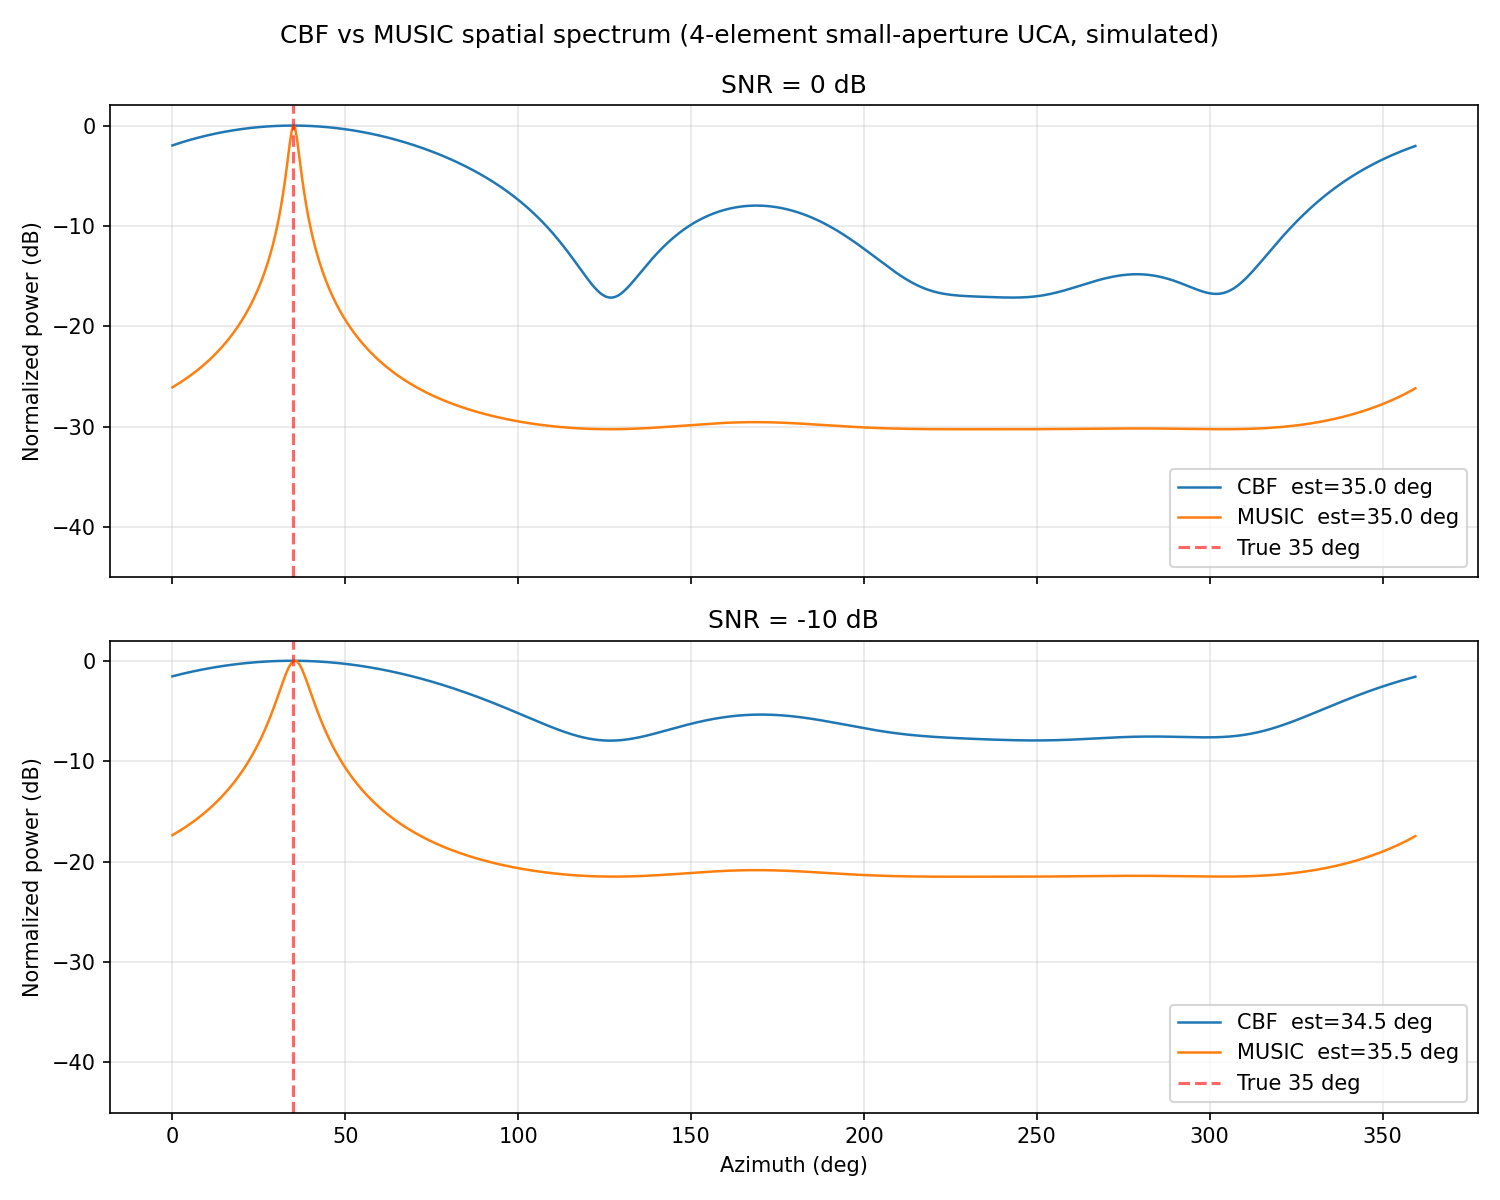 CBF vs MUSIC spatial spectrum (4-element small-aperture UCA, simulated)
SNR = 0 dB
Normalized power (dB)
0
−10
−20
−30
−40
CBF  est=35.0 deg
MUSIC  est=35.0 deg
True 35 deg
SNR = -10 dB
Normalized power (dB)
0
−10
−20
−30
−40
CBF  est=34.5 deg
MUSIC  est=35.5 deg
True 35 deg
0 50 100 150 200 250 300 350
Azimuth (deg)